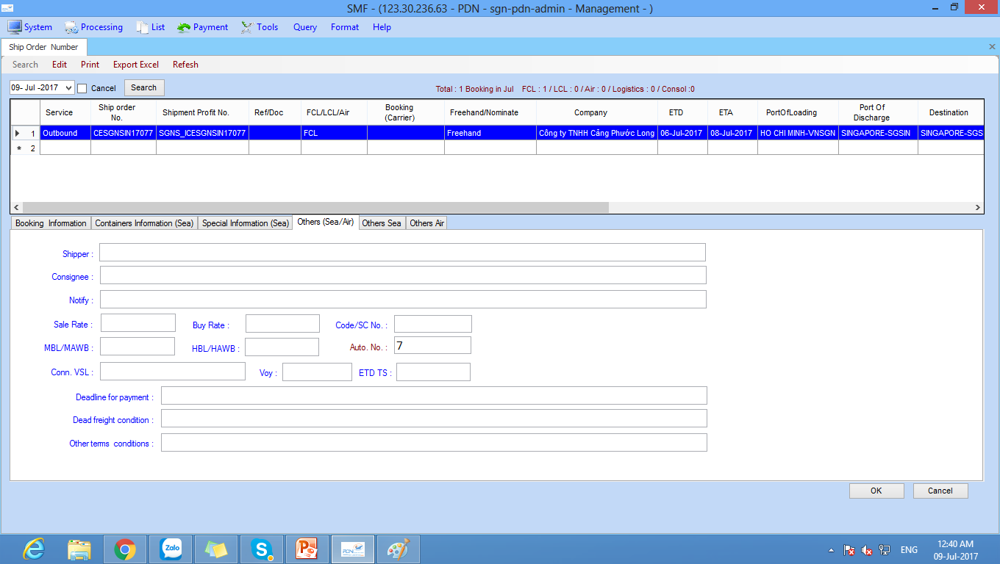 SMF - (123.30.236.63 - PDN - sgn-pdn-admin - Management - )
System Processing List Payment Tools Query Format Help
Ship Order Number
Search Edit Print Export Excel Refesh
09- Jul -2017 Cancel Search Total : 1 Booking in Jul FCL : 1 / LCL : 0 / Air : 0 / Logistics : 0 / Consol :0
Service Ship order No. Shipment Profit No. Ref/Doc FCL/LCL/Air Booking (Carrier) Freehand/Nominate Company ETD ETA PortOfLoading Port Of Discharge Destination
1 Outbound CESGNSIN17077 SGNS_ICESGNSIN17077 FCL Freehand Công ty TNHH Cảng Phước Long 06-Jul-2017 08-Jul-2017 HO CHI MINH-VNSGN SINGAPORE-SGSIN SINGAPORE-SGS
* 2
Booking Information Containers Information (Sea) Special Information (Sea) Others (Sea/Air) Others Sea Others Air
Shipper :
Consignee :
Notify :
Sale Rate : Buy Rate : Code/SC No. :
MBL/MAWB : HBL/HAWB : Auto. No. : 7
Conn. VSL : Voy : ETD TS :
Deadline for payment :
Dead freight condition :
Other terms conditions :
OK Cancel
Zalo PDN ENG 12:40 AM
09-Jul-2017